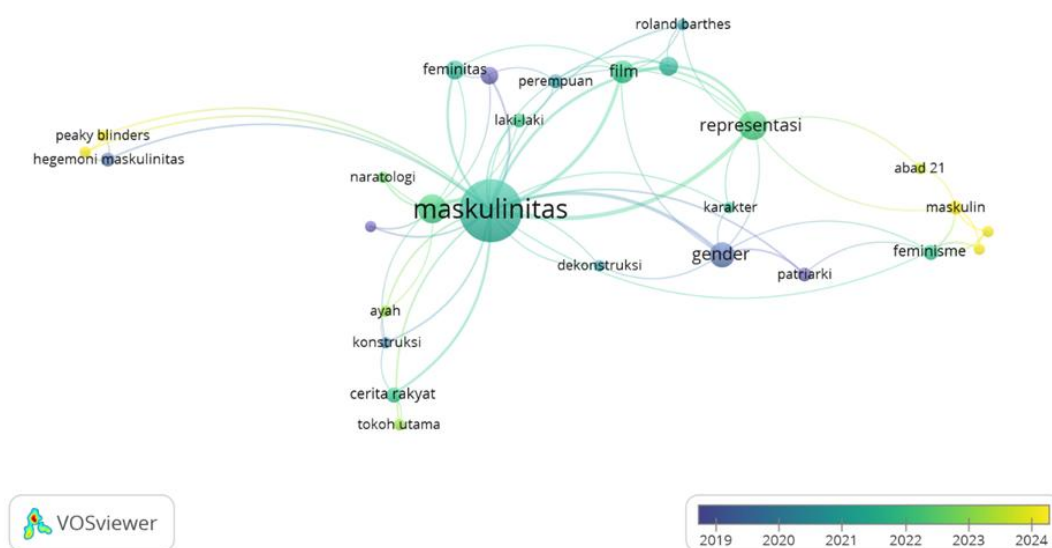 roland barthes
feminitas
perempuan
film
laki-laki
representasi
peaky blinders
hegemoni maskulinitas
naratologi
abad 21
maskulinitas
karakter
maskulin
gender
feminisme
dekonstruksi
patriarki
ayah
konstruksi
cerita rakyat
tokoh utama
VOSviewer
2019 2020 2021 2022 2023 2024